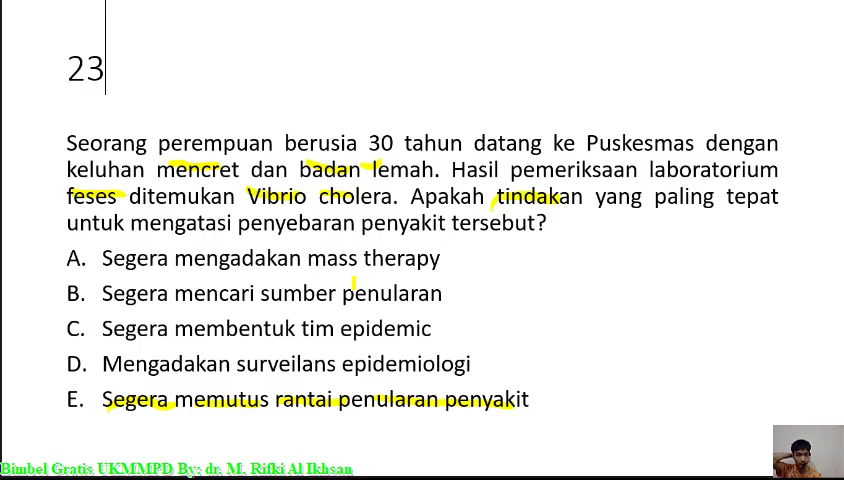 23
Seorang perempuan berusia 30 tahun datang ke Puskesmas dengan
keluhan mencret dan badan lemah. Hasil pemeriksaan laboratorium
feses ditemukan Vibrio cholera. Apakah tindakan yang paling tepat
untuk mengatasi penyebaran penyakit tersebut?
A. Segera mengadakan mass therapy
B. Segera mencari sumber penularan
C. Segera membentuk tim epidemic
D. Mengadakan surveilans epidemiologi
E. Segera memutus rantai penularan penyakit
Bimbel Gratis UKMMPD By: dr. M. Rifki Al Ikhsan